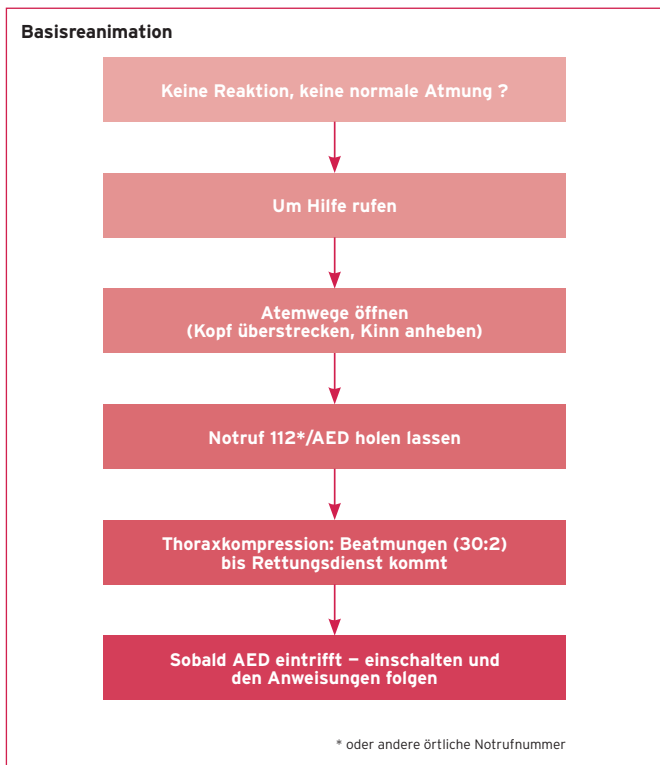 Basisreanimation
Keine Reaktion, keine normale Atmung ?
Um Hilfe rufen
Atemwege öffnen
(Kopf überstrecken, Kinn anheben)
Notruf 112*/AED holen lassen
Thoraxkompression: Beatmungen (30:2)
bis Rettungsdienst kommt
Sobald AED eintrifft – einschalten und
den Anweisungen folgen
* oder andere örtliche Notrufnummer